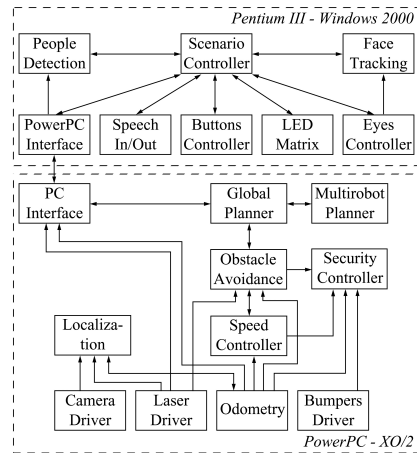 Pentium III - Windows 2000
People
Detection
Scenario
Controller
Face
Tracking
PowerPC
Interface
Speech
In/Out
Buttons
Controller
LED
Matrix
Eyes
Controller
PC
Interface
Global
Planner
Multirobot
Planner
Obstacle
Avoidance
Security
Controller
Localiza-
tion
Speed
Controller
Camera
Driver
Laser
Driver
Odometry
Bumpers
Driver
PowerPC - XO/2